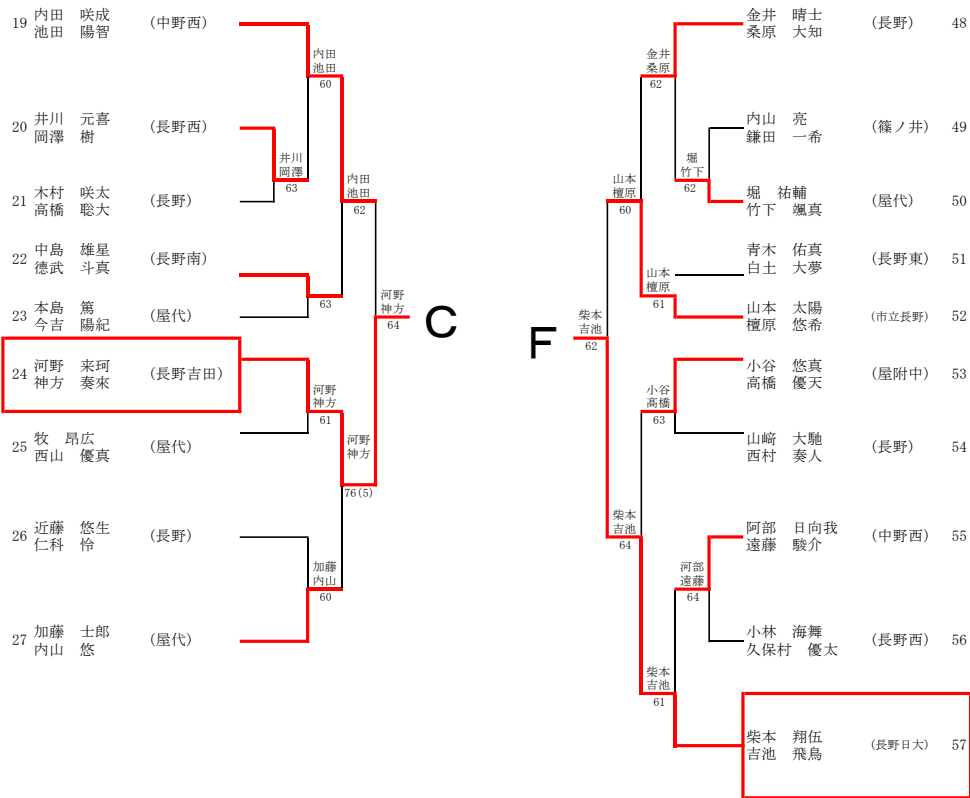 19 内田　咲成 (中野西)
池田　陽智
内田
池田
60
20 井川　元喜 (長野西)
岡澤　樹
井川
岡澤
63
21 木村　咲太 (長野)
高橋　聡大
内田
池田
62
22 中島　雄星 (長野南)
德武　斗真
63
23 本島　篤 (屋代)
今吉　陽紀
河野
神方
64
C
24 河野　来珂 (長野吉田)
神方　奏來
河野
神方
61
25 牧　昂広 (屋代)
西山　優真
河野
神方
76(5)
26 近藤　悠生 (長野)
仁科　怜
加藤
内山
60
27 加藤　士郎 (屋代)
内山　悠
金井　晴士 (長野) 48
桑原　大知
金井
桑原
62
内山　亮 (篠ノ井) 49
鎌田　一希
堀
竹下
62
堀　祐輔 (屋代) 50
竹下　颯真
山本
檀原
60
青木　佑真 (長野東) 51
白土　大夢
山本
檀原
61
山本　太陽 (市立長野) 52
檀原　悠希
柴本
吉池
62
F
小谷　悠真 (屋附中) 53
高橋　優天
小谷
髙橋
63
山﨑　大馳 (長野) 54
西村　奏人
柴本
吉池
64
阿部　日向我 (中野西) 55
遠藤　駿介
河部
遠藤
64
小林　海舞 (長野西) 56
久保村　優太
柴本
吉池
61
柴本　翔伍 (長野日大) 57
吉池　飛鳥